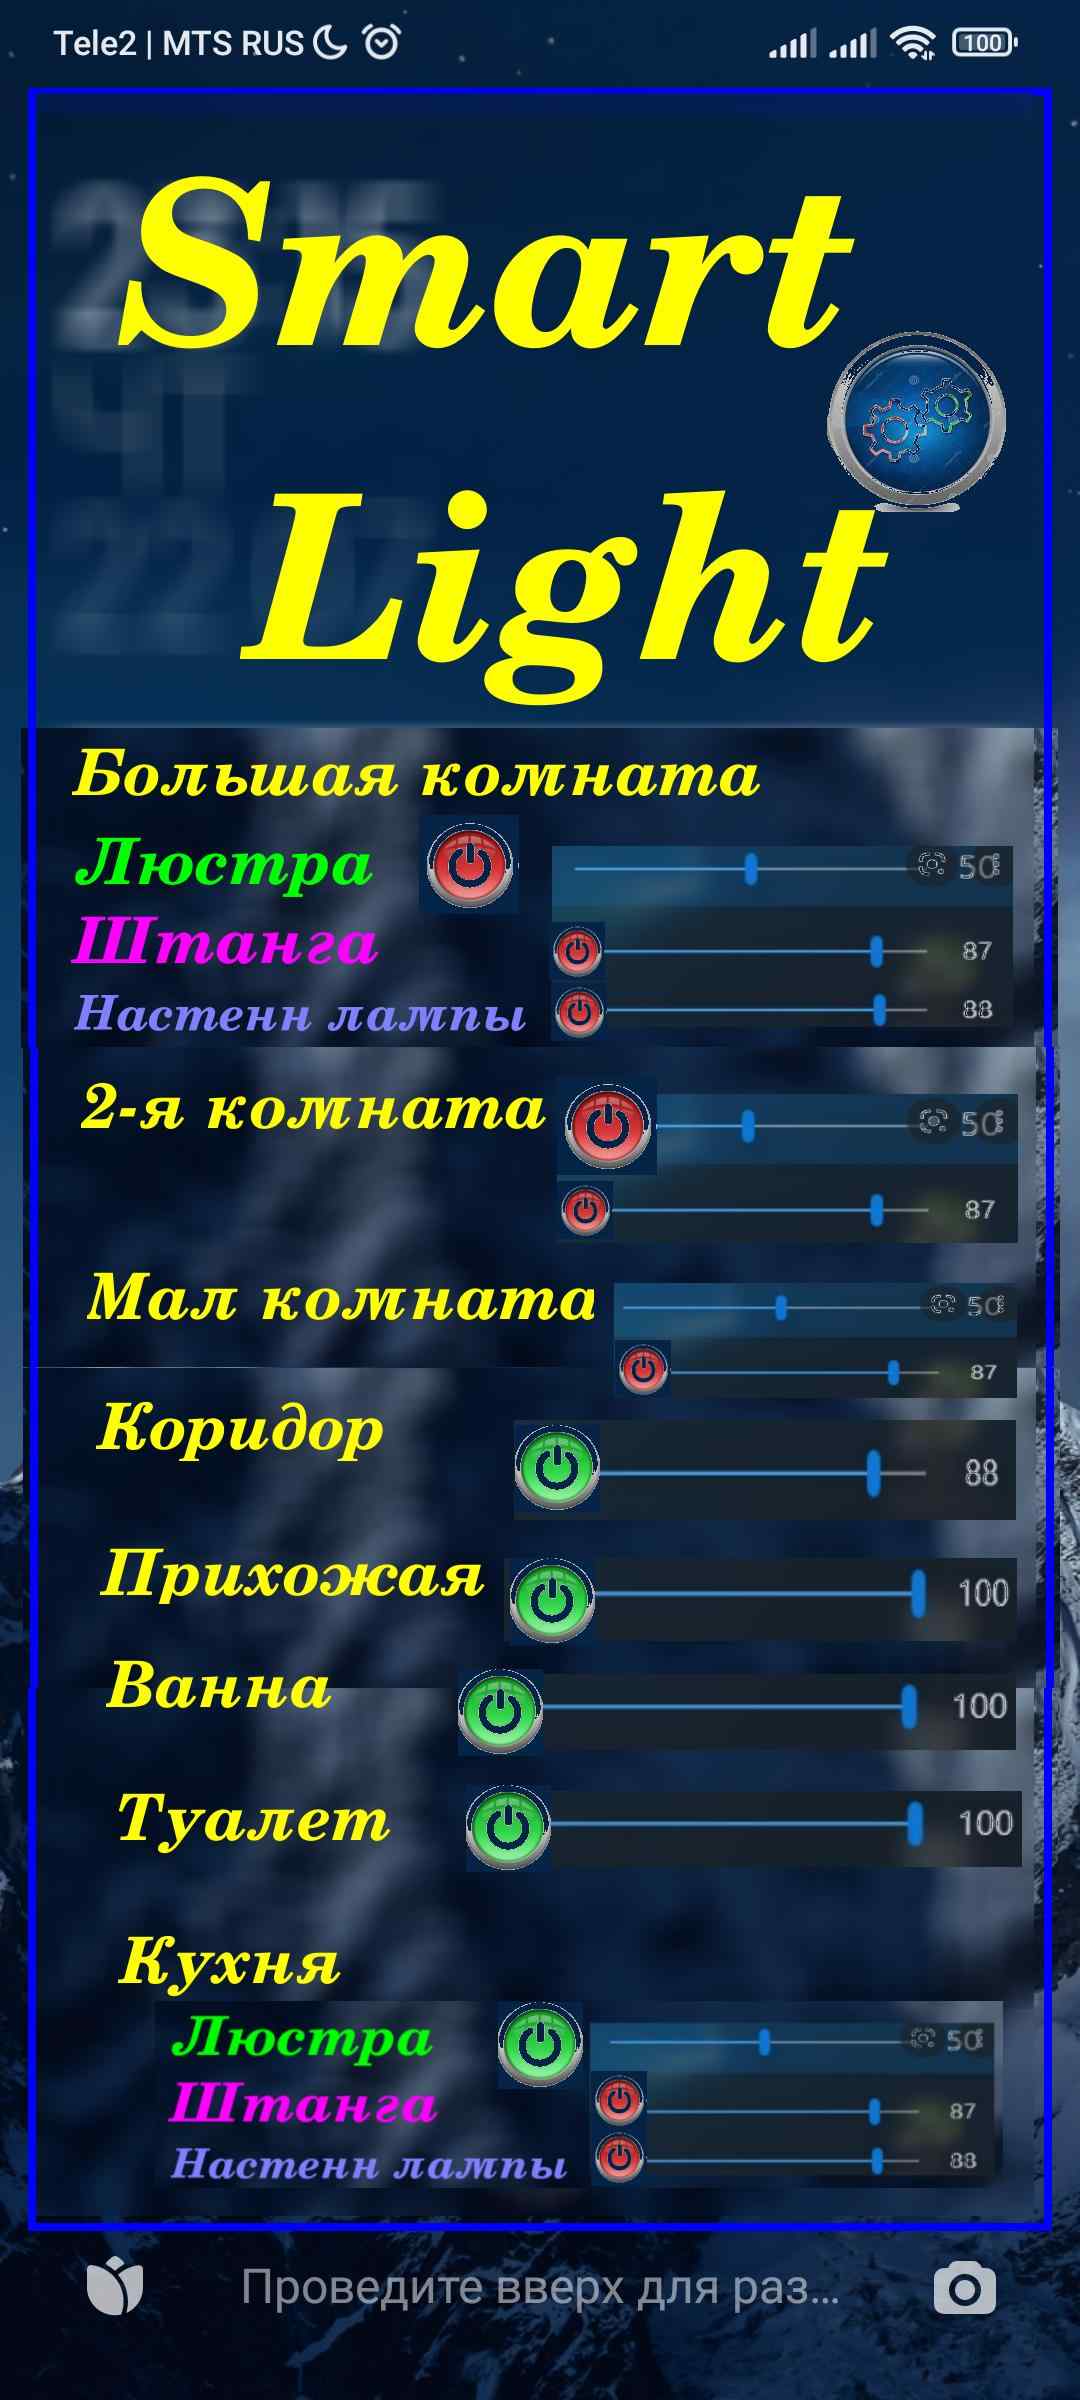 Tele2 | MTS RUS 100
Smart
Light
Большая комната
Люстра 50
Штанга 87
Настенн лампы 88
2-я комната 50
87
Мал комната 50
87
Коридор 88
Прихожая 100
Ванна 100
Туалет 100
Кухня
Люстра 50
Штанга 87
Настенн лампы 88
Проведите вверх для раз...